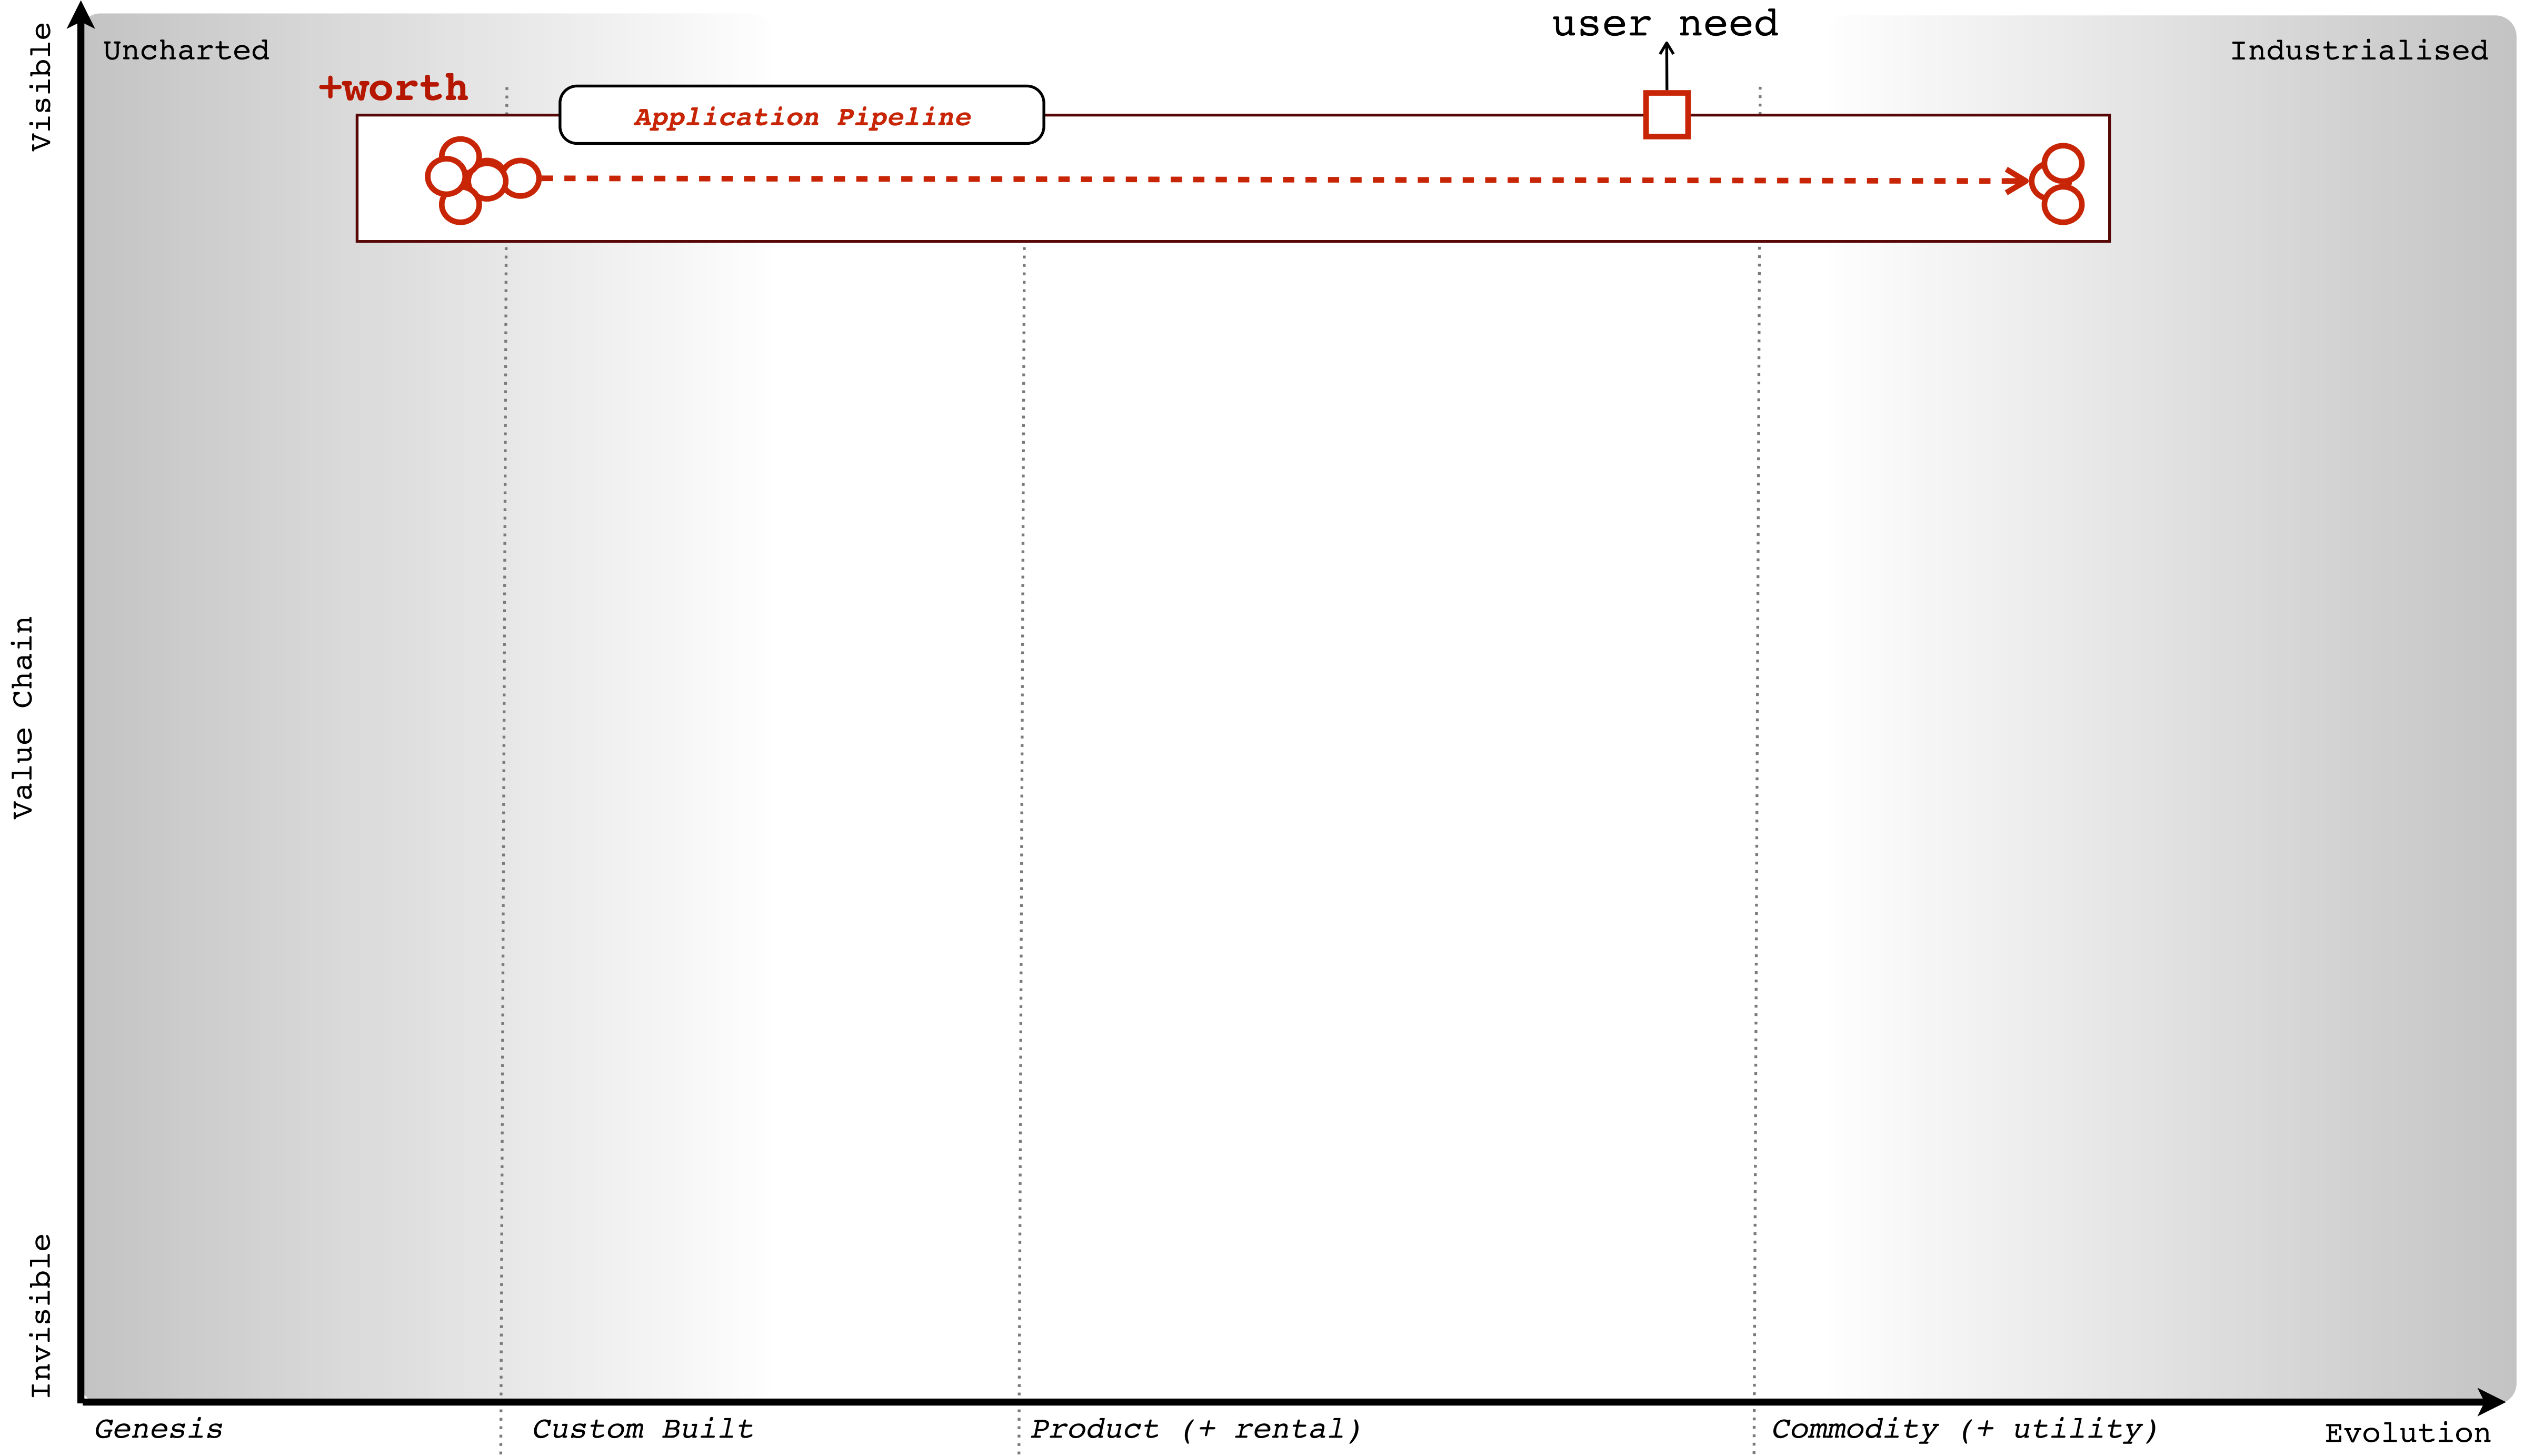 user need
Uncharted
Industrialised
+worth
Application Pipeline
Visible
Value Chain
Invisible
Genesis
Custom Built
Product (+ rental)
Commodity (+ utility)
Evolution